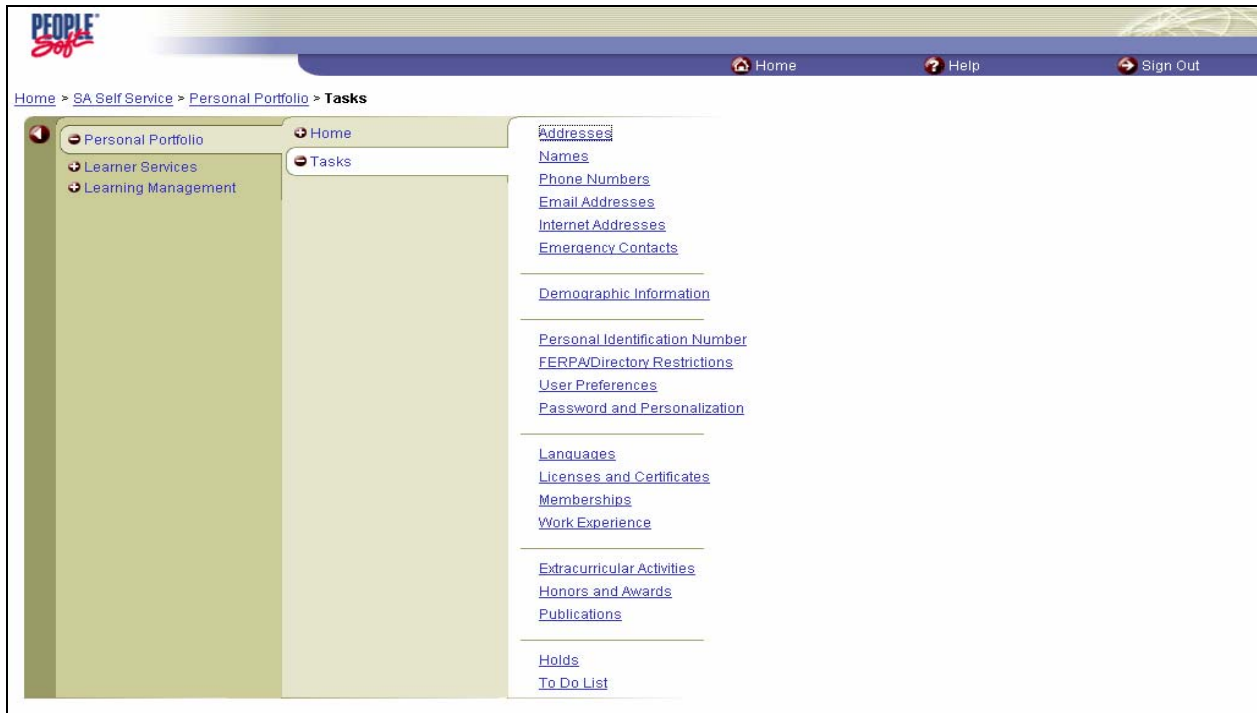 PEOPLE
Soft
Home
Help
Sign Out
Home > SA Self Service > Personal Portfolio > Tasks
Personal Portfolio
Learner Services
Learning Management
Home
Tasks
Addresses
Names
Phone Numbers
Email Addresses
Internet Addresses
Emergency Contacts
Demographic Information
Personal Identification Number
FERPA/Directory Restrictions
User Preferences
Password and Personalization
Languages
Licenses and Certificates
Memberships
Work Experience
Extracurricular Activities
Honors and Awards
Publications
Holds
To Do List